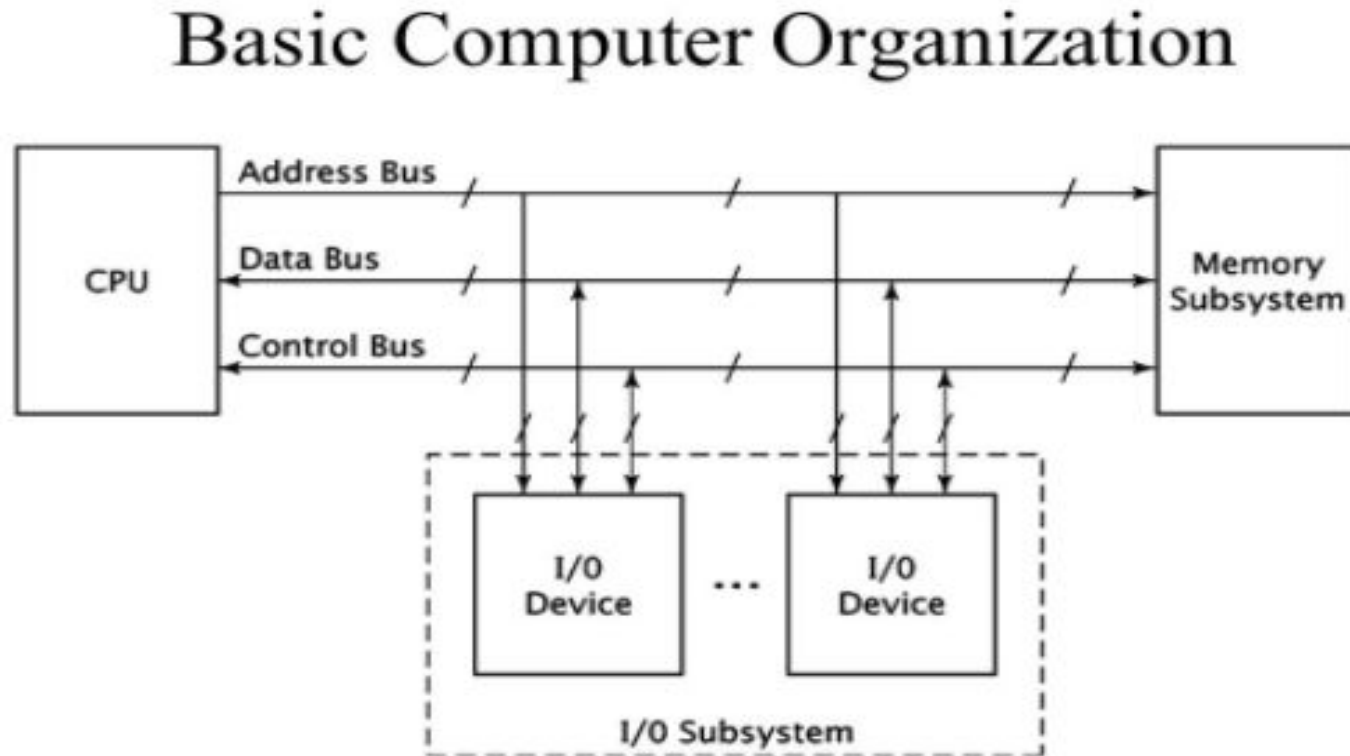 Basic Computer Organization
Address Bus
Data Bus
Control Bus
CPU
Memory
Subsystem
I/O
Device
...
I/O
Device
I/O Subsystem